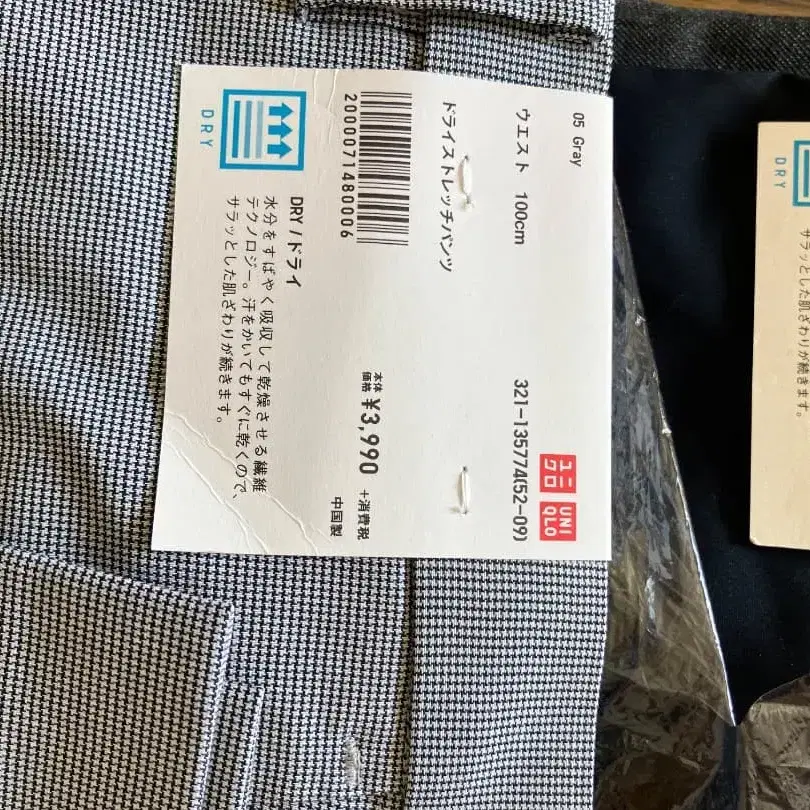 ユニ
クロ
UNI
QLO
321-135774(52-09)
05 Gray
ウエスト 100cm
ドライストレッチパンツ
本体
価格 ¥3,990 +消費税
中国製
2000071480006
DRY
DRY / ドライ
水分をすばやく吸収して乾燥させる繊維
テクノロジー。汗をかいてもすぐに乾くので、
サラッとした肌ざわりが続きます。
DRY
サラッとした肌ざわりが続きます。